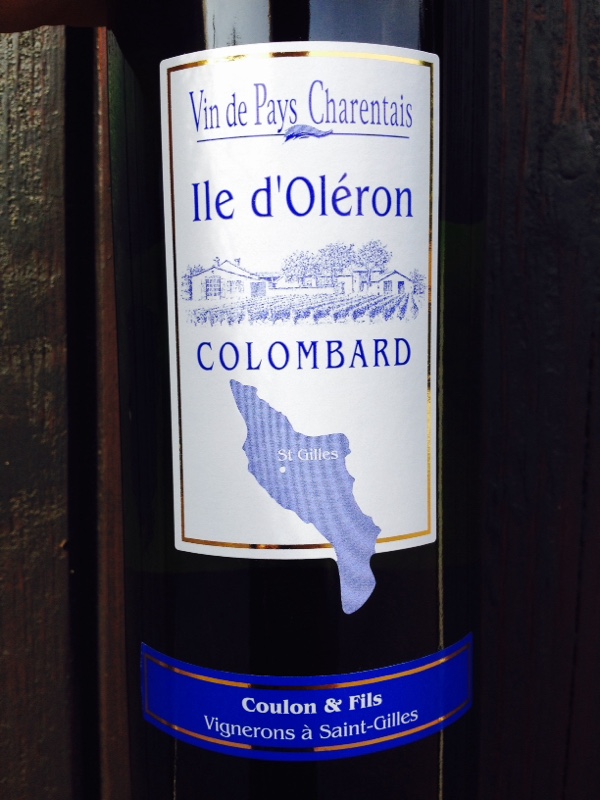 Vin de Pays Charentais
Ile d'Oléron
COLOMBARD
St Gilles
Coulon & Fils
Vignerons à Saint-Gilles